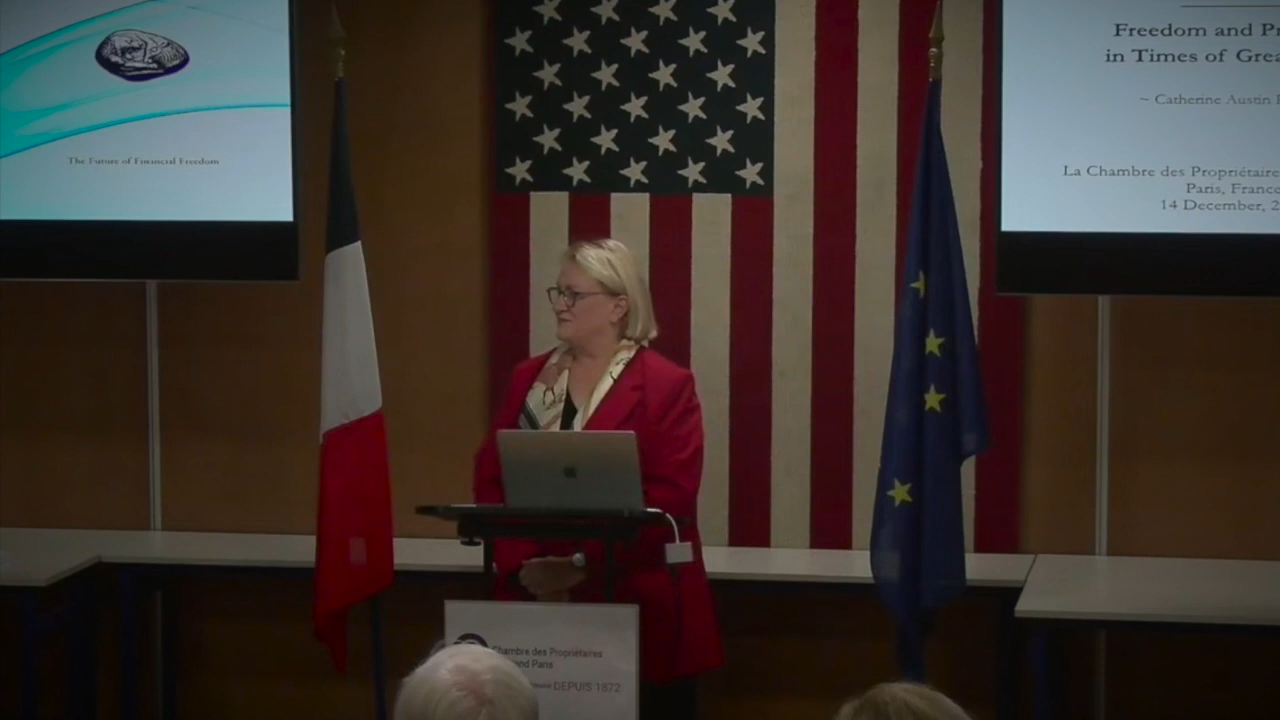 The Future of Financial Freedom
Freedom and Pr
in Times of Grea
~ Catherine Austin
La Chambre des Propriétaire
Paris, France
14 December, 2
Chambre des Propriétaires
nd Paris
DEPUIS 1872